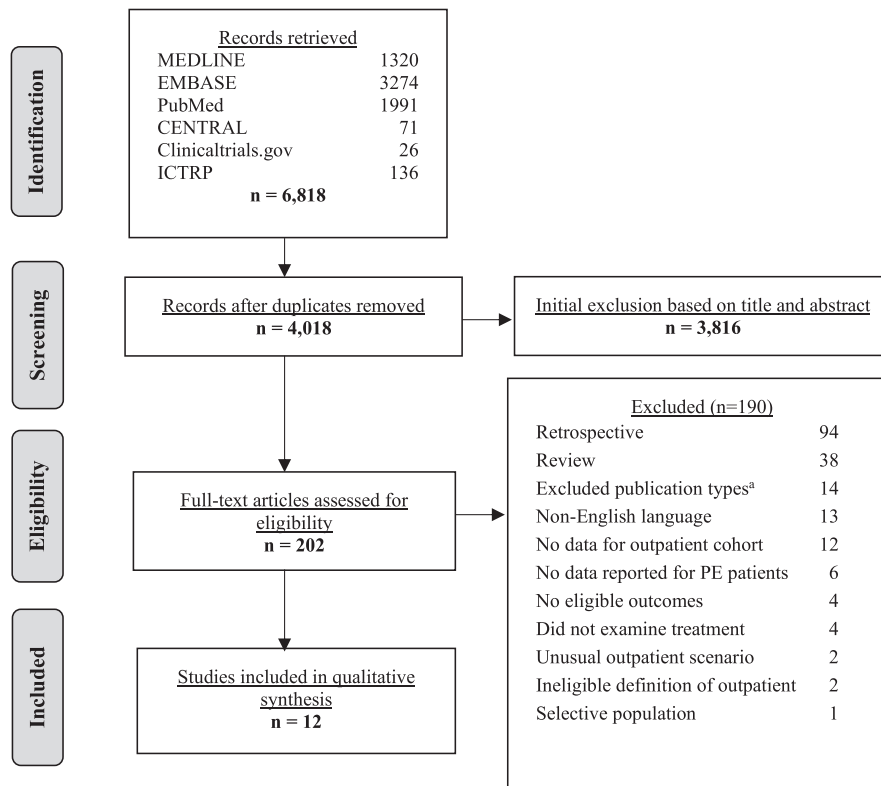 Identification
Records retrieved
MEDLINE 1320
EMBASE 3274
PubMed 1991
CENTRAL 71
Clinicaltrials.gov 26
ICTRP 136
n = 6,818
Screening
Records after duplicates removed
n = 4,018
Initial exclusion based on title and abstract
n = 3,816
Eligibility
Full-text articles assessed for
eligibility
n = 202
Excluded (n=190)
Retrospective 94
Review 38
Excluded publication typesᵃ 14
Non-English language 13
No data for outpatient cohort 12
No data reported for PE patients 6
No eligible outcomes 4
Did not examine treatment 4
Unusual outpatient scenario 2
Ineligible definition of outpatient 2
Selective population 1
Included
Studies included in qualitative
synthesis
n = 12